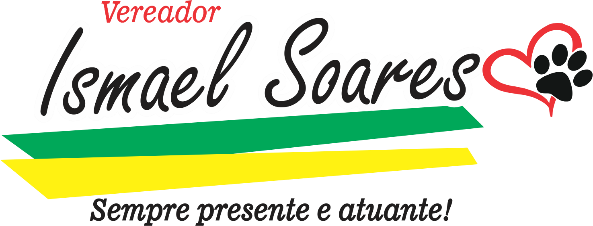 Vereador
Ismael Soares
Sempre presente e atuante!